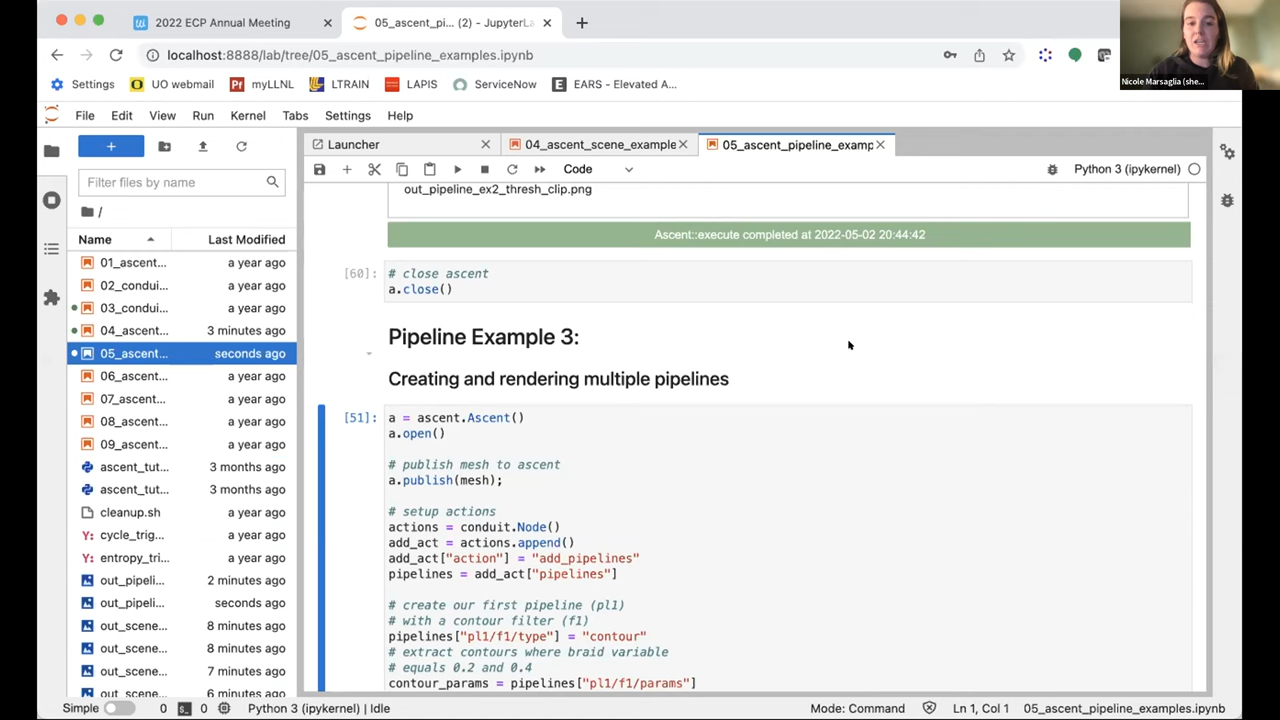 2022 ECP Annual Meeting
05_ascent_pi... (2) - JupyterLa
localhost:8888/lab/tree/05_ascent_pipeline_examples.ipynb
Settings
UO webmail
myLLNL
LTRAIN
LAPIS
ServiceNow
EARS - Elevated A...
Nicole Marsaglia (she...
File Edit View Run Kernel Tabs Settings Help
Launcher
04_ascent_scene_example
05_ascent_pipeline_examp
Code
Python 3 (ipykernel)
Filter files by name
/
Name Last Modified
01_ascent... a year ago
02_condui... a year ago
03_condui... a year ago
04_ascent... 3 minutes ago
05_ascent... seconds ago
06_ascent... a year ago
07_ascent... a year ago
08_ascent... a year ago
09_ascent... a year ago
ascent_tut... 3 months ago
ascent_tut... 3 months ago
cleanup.sh a year ago
cycle_trig... a year ago
entropy_tri... a year ago
out_pipeli... 2 minutes ago
out_pipeli... seconds ago
out_scene... 8 minutes ago
out_scene... 8 minutes ago
out_scene... 7 minutes ago
out_scene... 6 minutes ago
out_pipeline_ex2_thresh_clip.png
Ascent::execute completed at 2022-05-02 20:44:42
[60]: # close ascent
a.close()
Pipeline Example 3:
Creating and rendering multiple pipelines
[51]: a = ascent.Ascent()
a.open()
# publish mesh to ascent
a.publish(mesh);
# setup actions
actions = conduit.Node()
add_act = actions.append()
add_act["action"] = "add_pipelines"
pipelines = add_act["pipelines"]
# create our first pipeline (pl1)
# with a contour filter (f1)
pipelines["pl1/f1/type"] = "contour"
# extract contours where braid variable
# equals 0.2 and 0.4
contour_params = pipelines["pl1/f1/params"]
Simple 0 0 Python 3 (ipykernel) | Idle
Mode: Command Ln 1, Col 1 05_ascent_pipeline_examples.ipynb